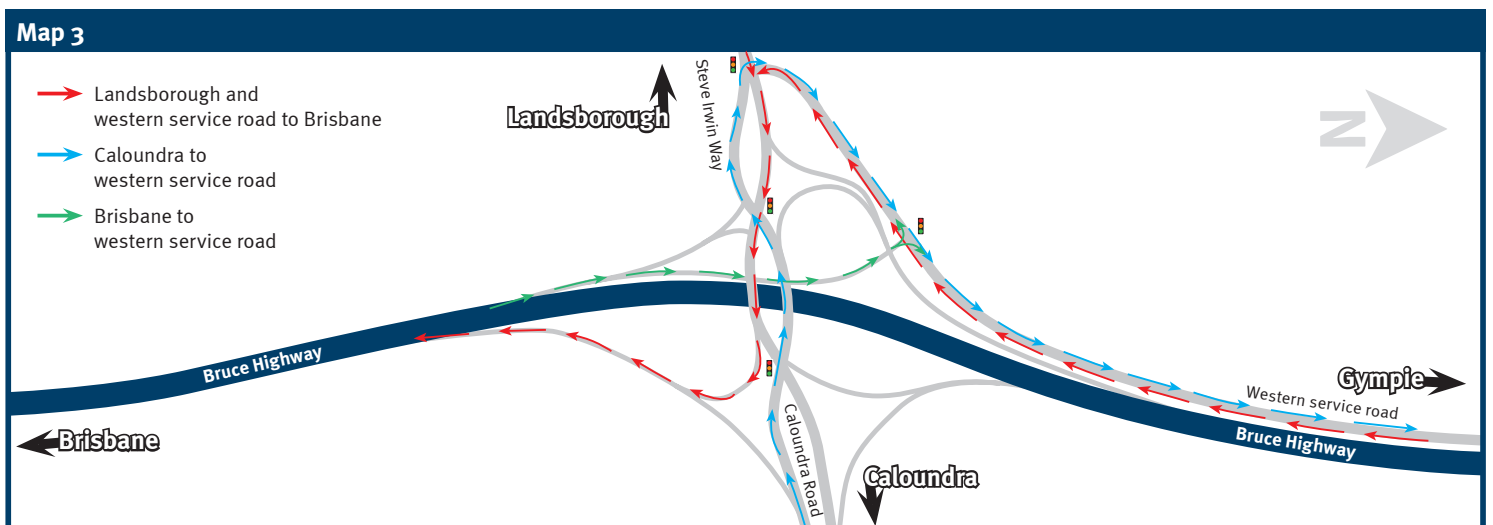 Map 3
Landsborough and
western service road to Brisbane
Caloundra to
western service road
Brisbane to
western service road
Landsborough
Steve Irwin Way
N
Bruce Highway
Brisbane
Caloundra Road
Caloundra
Gympie
Western service road
Bruce Highway